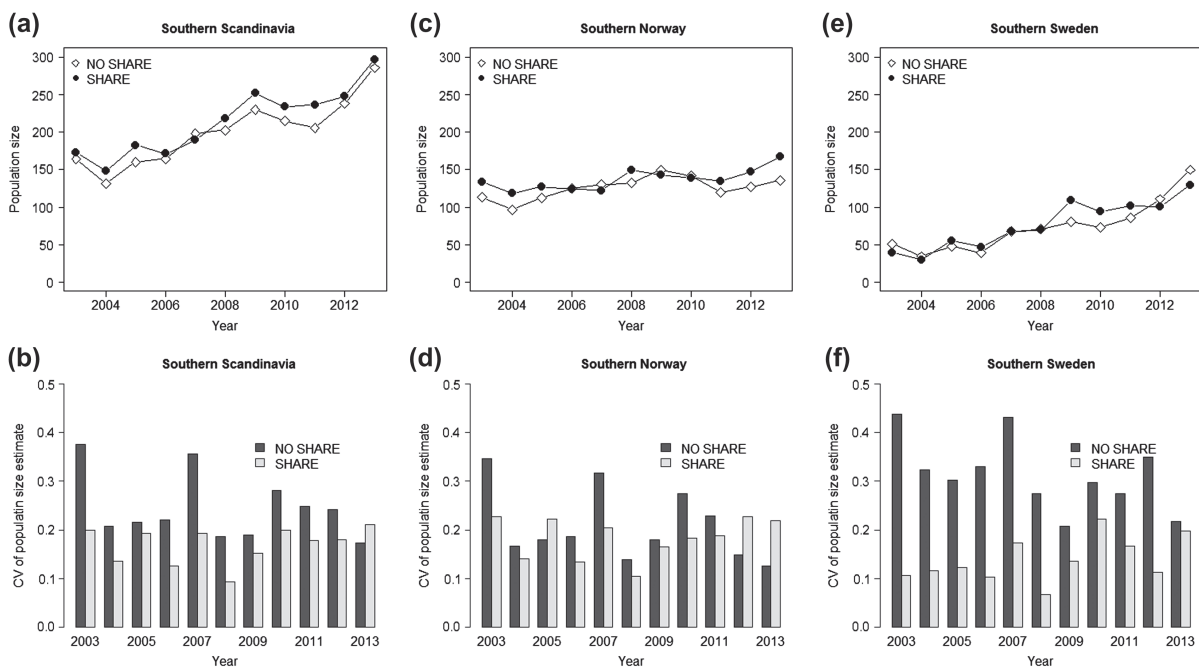 (a)
Southern Scandinavia
NO SHARE
SHARE
Population size
300
250
200
150
100
50
0
2004 2006 2008 2010 2012
Year
(c)
Southern Norway
NO SHARE
SHARE
Population size
300
250
200
150
100
50
0
2004 2006 2008 2010 2012
Year
(e)
Southern Sweden
NO SHARE
SHARE
Population size
300
250
200
150
100
50
0
2004 2006 2008 2010 2012
Year
(b)
Southern Scandinavia
NO SHARE
SHARE
CV of populatin size estimate
0.5
0.4
0.3
0.2
0.1
0.0
2003 2005 2007 2009 2011 2013
Year
(d)
Southern Norway
NO SHARE
SHARE
CV of populatin size estimate
0.5
0.4
0.3
0.2
0.1
0.0
2003 2005 2007 2009 2011 2013
Year
(f)
Southern Sweden
NO SHARE
SHARE
CV of populatin size estimate
0.5
0.4
0.3
0.2
0.1
0.0
2003 2005 2007 2009 2011 2013
Year